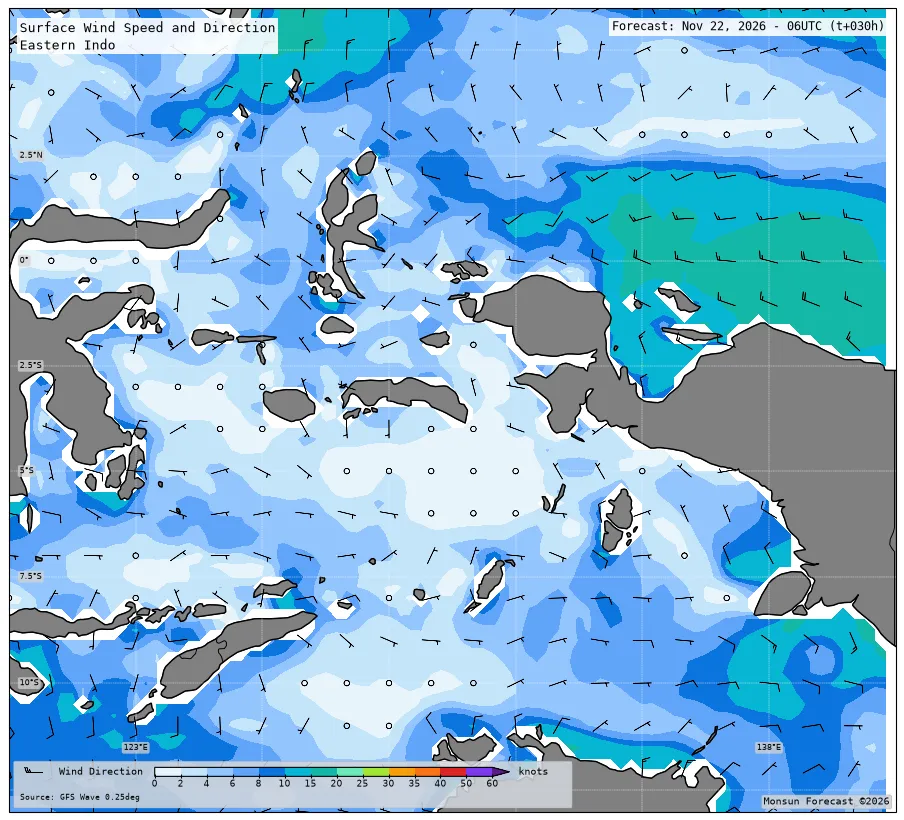 Surface Wind Speed and Direction
Eastern Indo
Forecast: Nov 22, 2026 - 06UTC (t+030h)
2.5°N
0°
2.5°S
5°S
7.5°S
10°S
123°E
138°E
Wind Direction
knots
0 2 4 6 8 10 15 20 25 30 35 40 50 60
Source: GFS Wave 0.25deg
Monsun Forecast ©2026